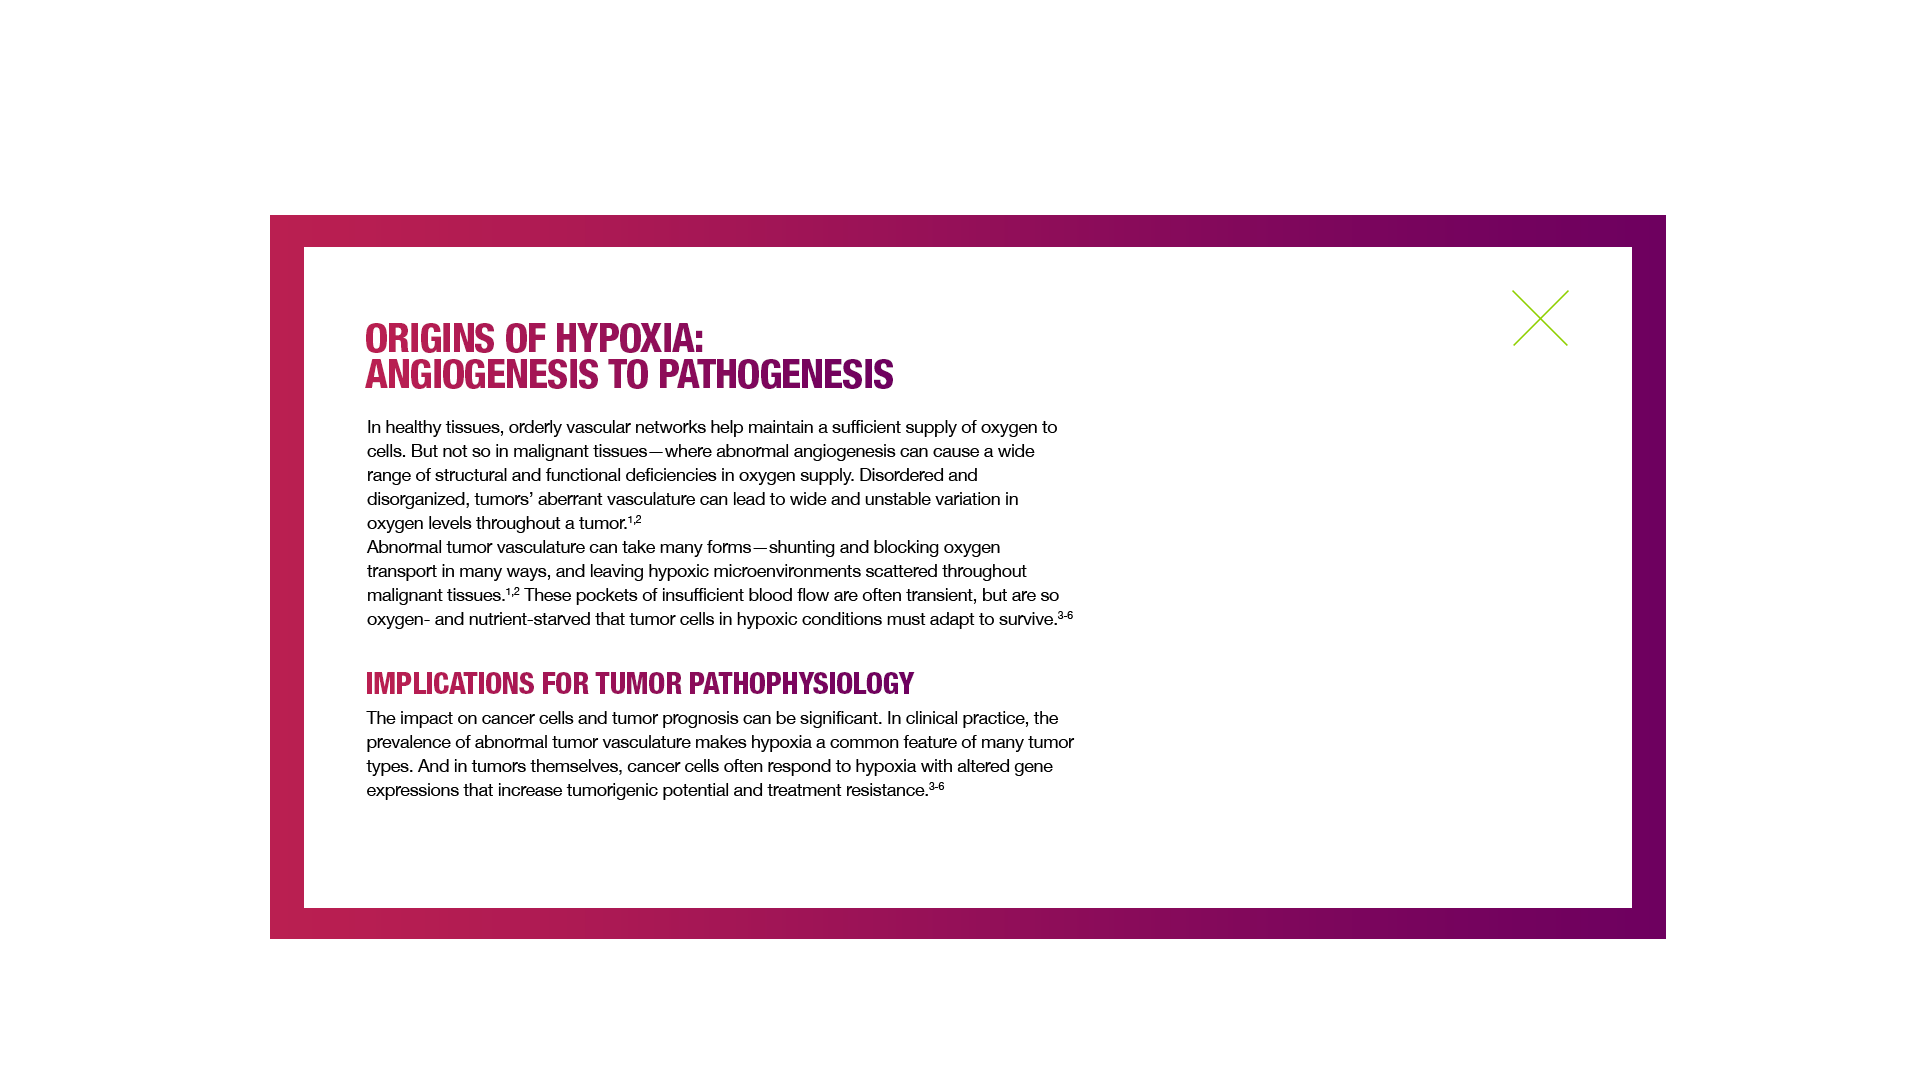 ORIGINS OF HYPOXIA:
ANGIOGENESIS TO PATHOGENESIS
In healthy tissues, orderly vascular networks help maintain a sufficient supply of oxygen to
cells. But not so in malignant tissues—where abnormal angiogenesis can cause a wide
range of structural and functional deficiencies in oxygen supply. Disordered and
disorganized, tumors’ aberrant vasculature can lead to wide and unstable variation in
oxygen levels throughout a tumor.1,2
Abnormal tumor vasculature can take many forms—shunting and blocking oxygen
transport in many ways, and leaving hypoxic microenvironments scattered throughout
malignant tissues.1,2 These pockets of insufficient blood flow are often transient, but are so
oxygen- and nutrient-starved that tumor cells in hypoxic conditions must adapt to survive.3-6
IMPLICATIONS FOR TUMOR PATHOPHYSIOLOGY
The impact on cancer cells and tumor prognosis can be significant. In clinical practice, the
prevalence of abnormal tumor vasculature makes hypoxia a common feature of many tumor
types. And in tumors themselves, cancer cells often respond to hypoxia with altered gene
expressions that increase tumorigenic potential and treatment resistance.3-6